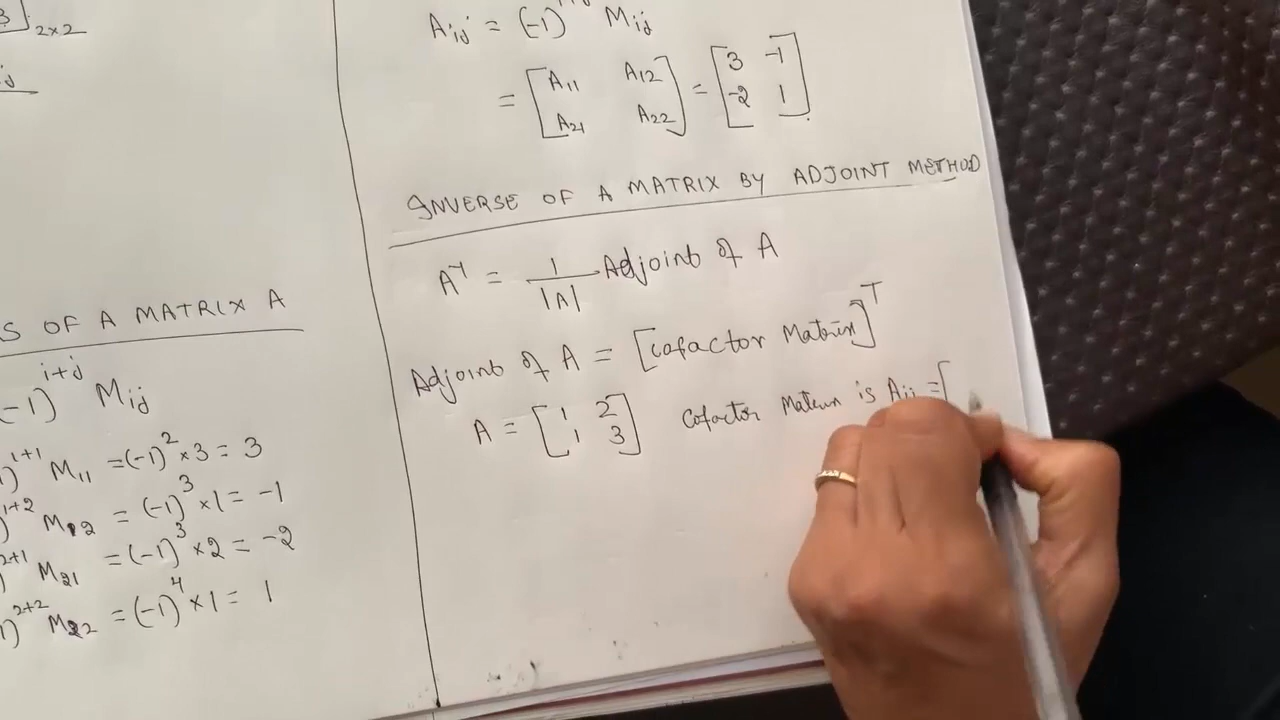 3]2×2
ij
S OF A MATRIX A
(-1)^i+j Mij
)^1+1 M11 = (-1)^2 × 3 = 3
)^1+2 M12 = (-1)^3 × 1 = -1
)^2+1 M21 = (-1)^3 × 2 = -2
1)^2+2 M22 = (-1)^4 × 1 = 1
Aij = (-1)^i+j Mij
= [A11 A12
A21 A22] = [3 -1
-2 1]
INVERSE OF A MATRIX BY ADJOINT METHOD
A^-1 = 1/|A| Adjoint of A
Adjoint of A = [Cofactor Matrix]^T
A = [1 2
1 3] Cofactor Matrix is Aij = [